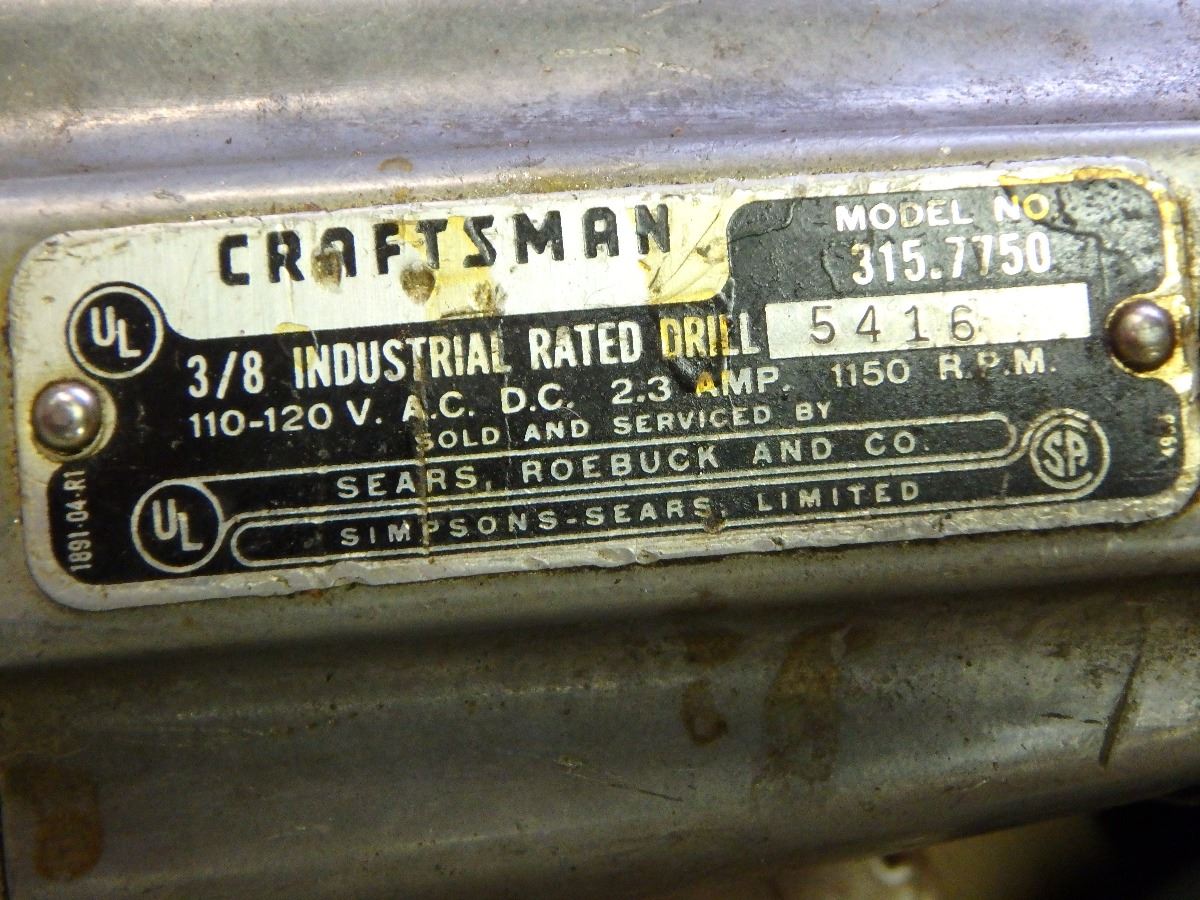 CRAFTSMAN
MODEL NO.
315.7750
UL
3/8 INDUSTRIAL RATED DRILL 5416
110-120 V. A.C. D.C. 2.3 AMP. 1150 R.P.M.
SOLD AND SERVICED BY
SEARS, ROEBUCK AND CO.
SIMPSONS-SEARS, LIMITED
UL
SA
1891-04-R1